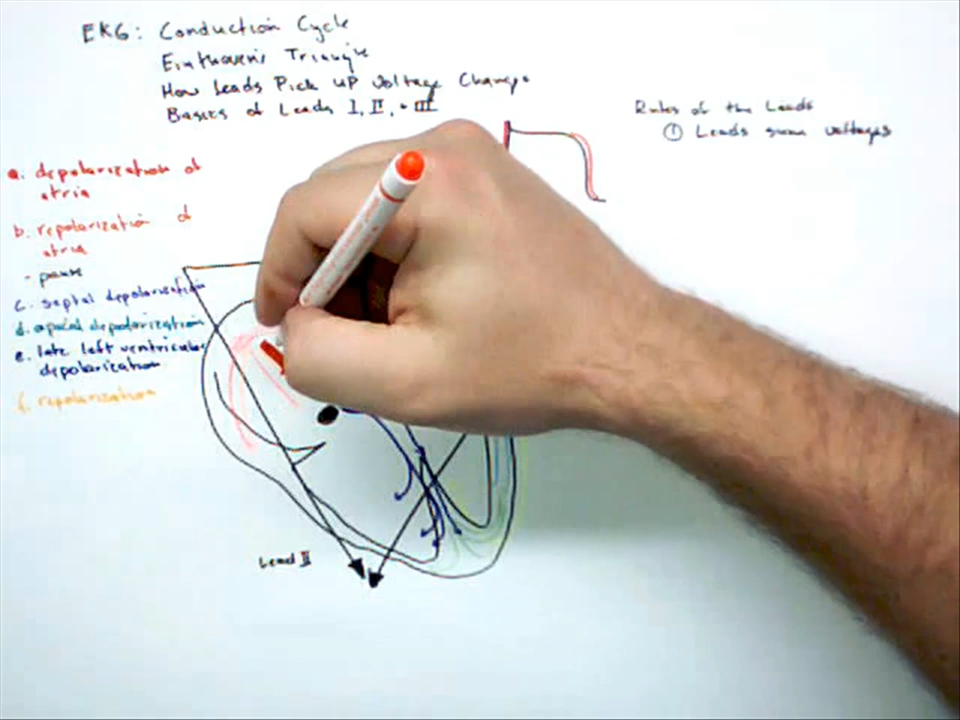 EKG: Conduction Cycle
Einthoven's Triangle
How Leads Pick up Voltage Change
Basics of Leads I, II, + III
Rules of the Leads
① Leads sum voltages
a. depolarization of
atria
b. repolarization of
atria
- pause
c. septal depolarization
d. apical depolarization
e. late left ventricular
depolarization
f. repolarization
Lead II